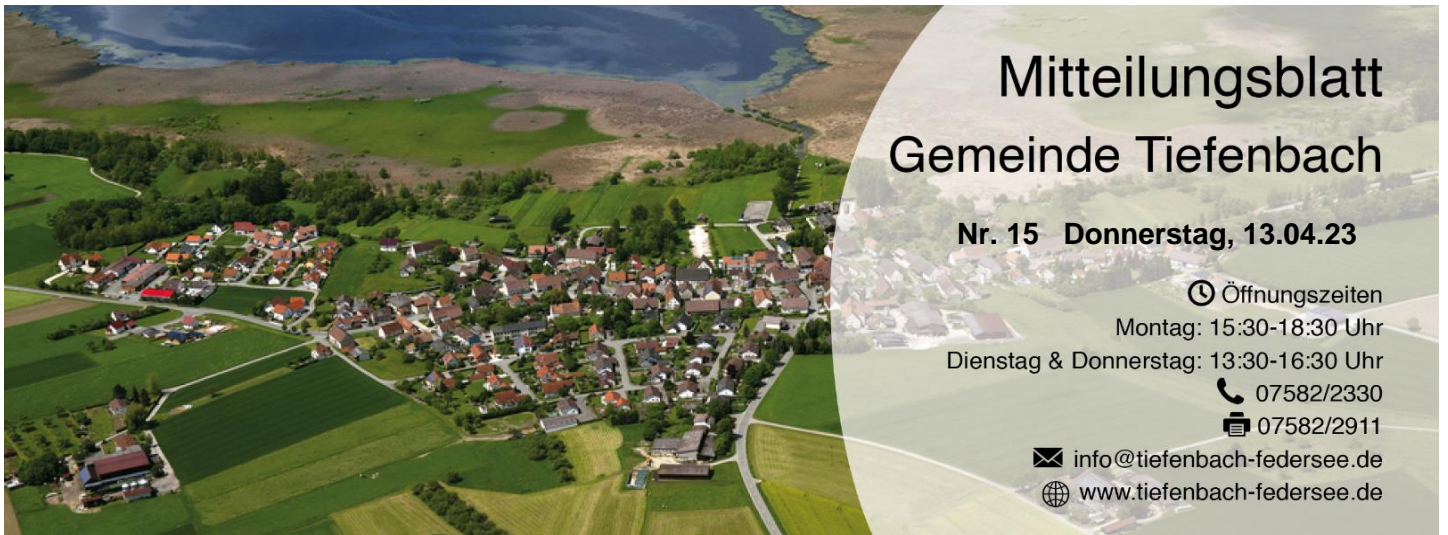 Mitteilungsblatt
Gemeinde Tiefenbach
Nr. 15 Donnerstag, 13.04.23
Öffnungszeiten
Montag: 15:30-18:30 Uhr
Dienstag & Donnerstag: 13:30-16:30 Uhr
07582/2330
07582/2911
info@tiefenbach-federsee.de
www.tiefenbach-federsee.de